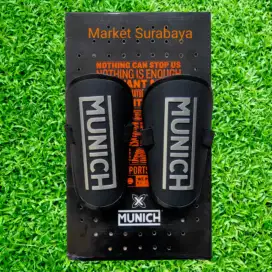 Market Surabaya
NOTHING CAN STOP US
NOTHING IS ENOUGH
MUNICH
MUNICH
MUNICH